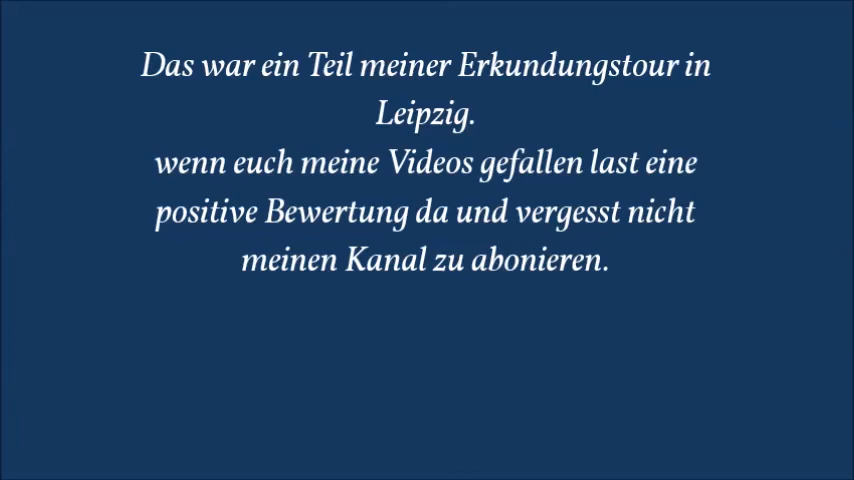 Das war ein Teil meiner Erkundungstour in
Leipzig.
wenn euch meine Videos gefallen last eine
positive Bewertung da und vergesst nicht
meinen Kanal zu abonieren.